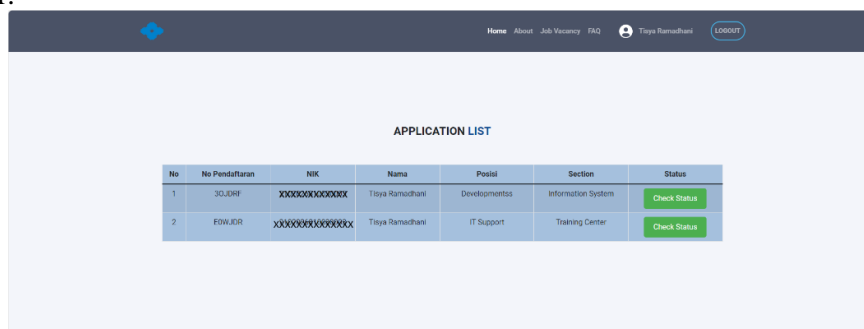 Home About Job Vacancy FAQ Tisya Ramadhani LOGOUT
APPLICATION LIST
No No Pendaftaran NIK Nama Posisi Section Status
1 3OJDRF XXXXXXXXXXXX Tisya Ramadhani Developmentss Information System Check Status
2 E0WJDR XXXXXXXXXXXXXX Tisya Ramadhani IT Support Training Center Check Status